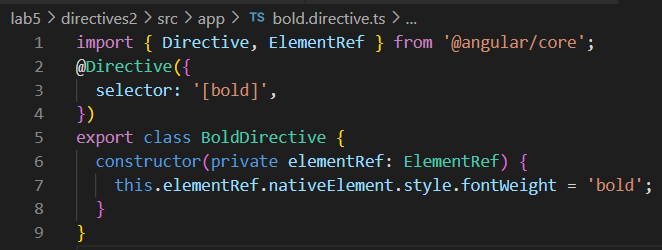 lab5 > directives2 > src > app > TS bold.directive.ts > ...
1 import { Directive, ElementRef } from '@angular/core';
2 @Directive({
3   selector: '[bold]',
4 })
5 export class BoldDirective {
6   constructor(private elementRef: ElementRef) {
7     this.elementRef.nativeElement.style.fontWeight = 'bold';
8   }
9 }